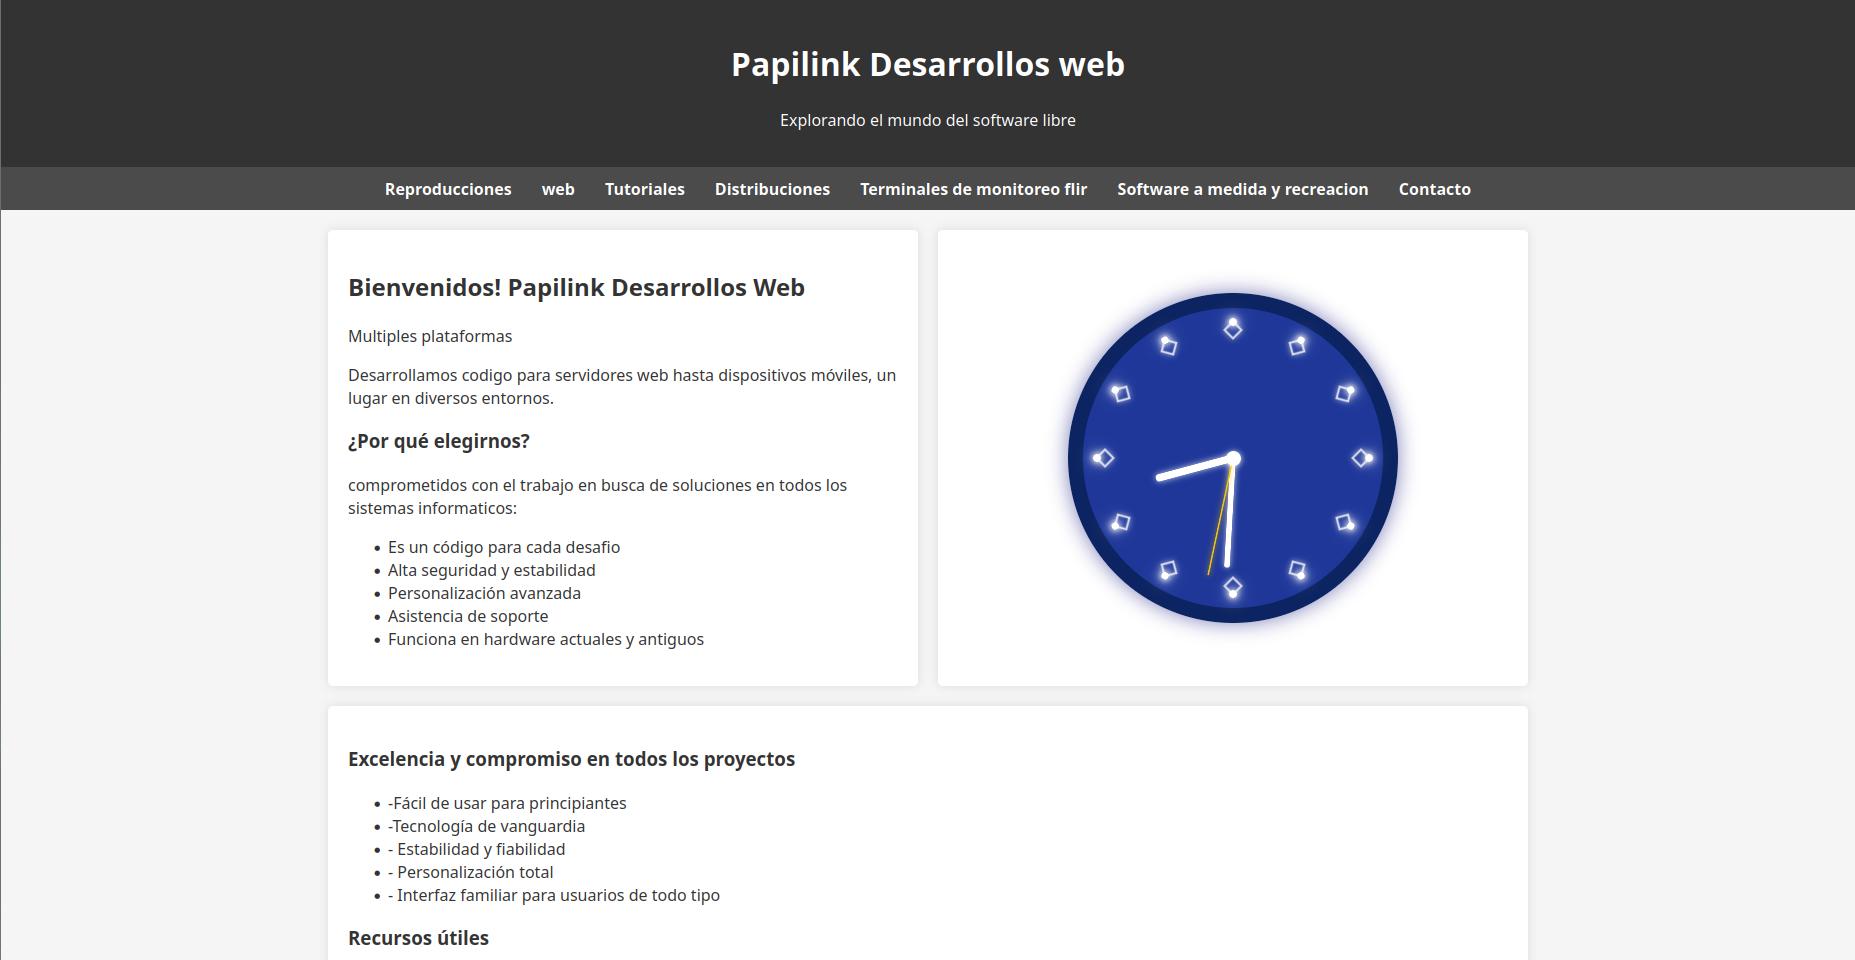 Papilink Desarrollos web
Explorando el mundo del software libre
Reproducciones web Tutoriales Distribuciones Terminales de monitoreo flir Software a medida y recreacion Contacto
Bienvenidos! Papilink Desarrollos Web
Multiples plataformas
Desarrollamos codigo para servidores web hasta dispositivos móviles, un
lugar en diversos entornos.
¿Por qué elegirnos?
comprometidos con el trabajo en busca de soluciones en todos los
sistemas informaticos:
• Es un código para cada desafio
• Alta seguridad y estabilidad
• Personalización avanzada
• Asistencia de soporte
• Funciona en hardware actuales y antiguos
Excelencia y compromiso en todos los proyectos
• -Fácil de usar para principiantes
• -Tecnología de vanguardia
• - Estabilidad y fiabilidad
• - Personalización total
• - Interfaz familiar para usuarios de todo tipo
Recursos útiles